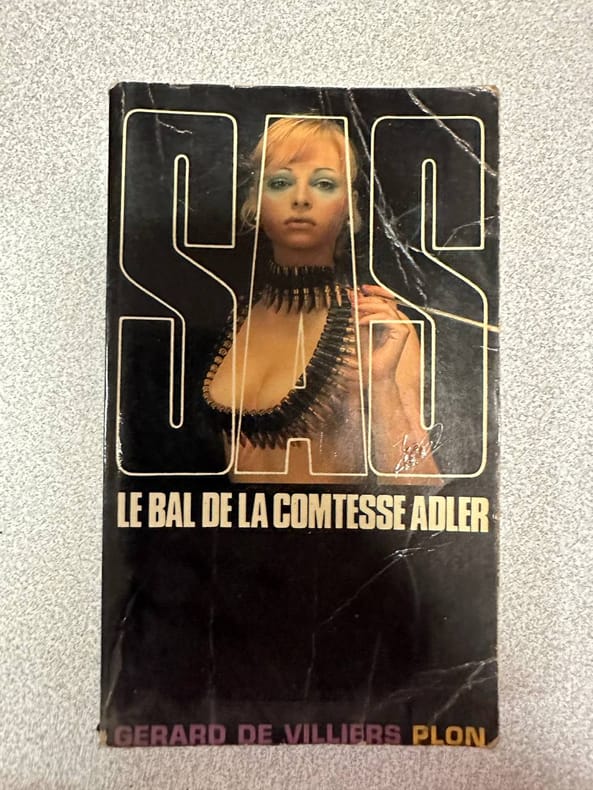 SAS
LE BAL DE LA COMTESSE ADLER
GERARD DE VILLIERS PLON